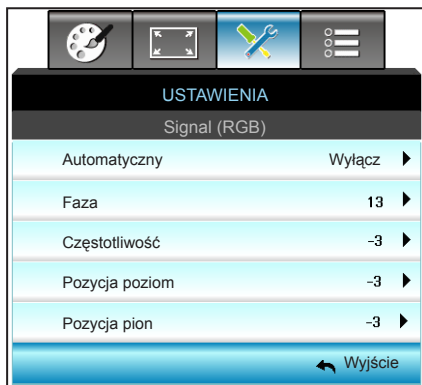 USTAWIENIA
Signal (RGB)
Automatyczny Wyłącz
Faza 13
Częstotliwość -3
Pozycja poziom -3
Pozycja pion -3
Wyjście